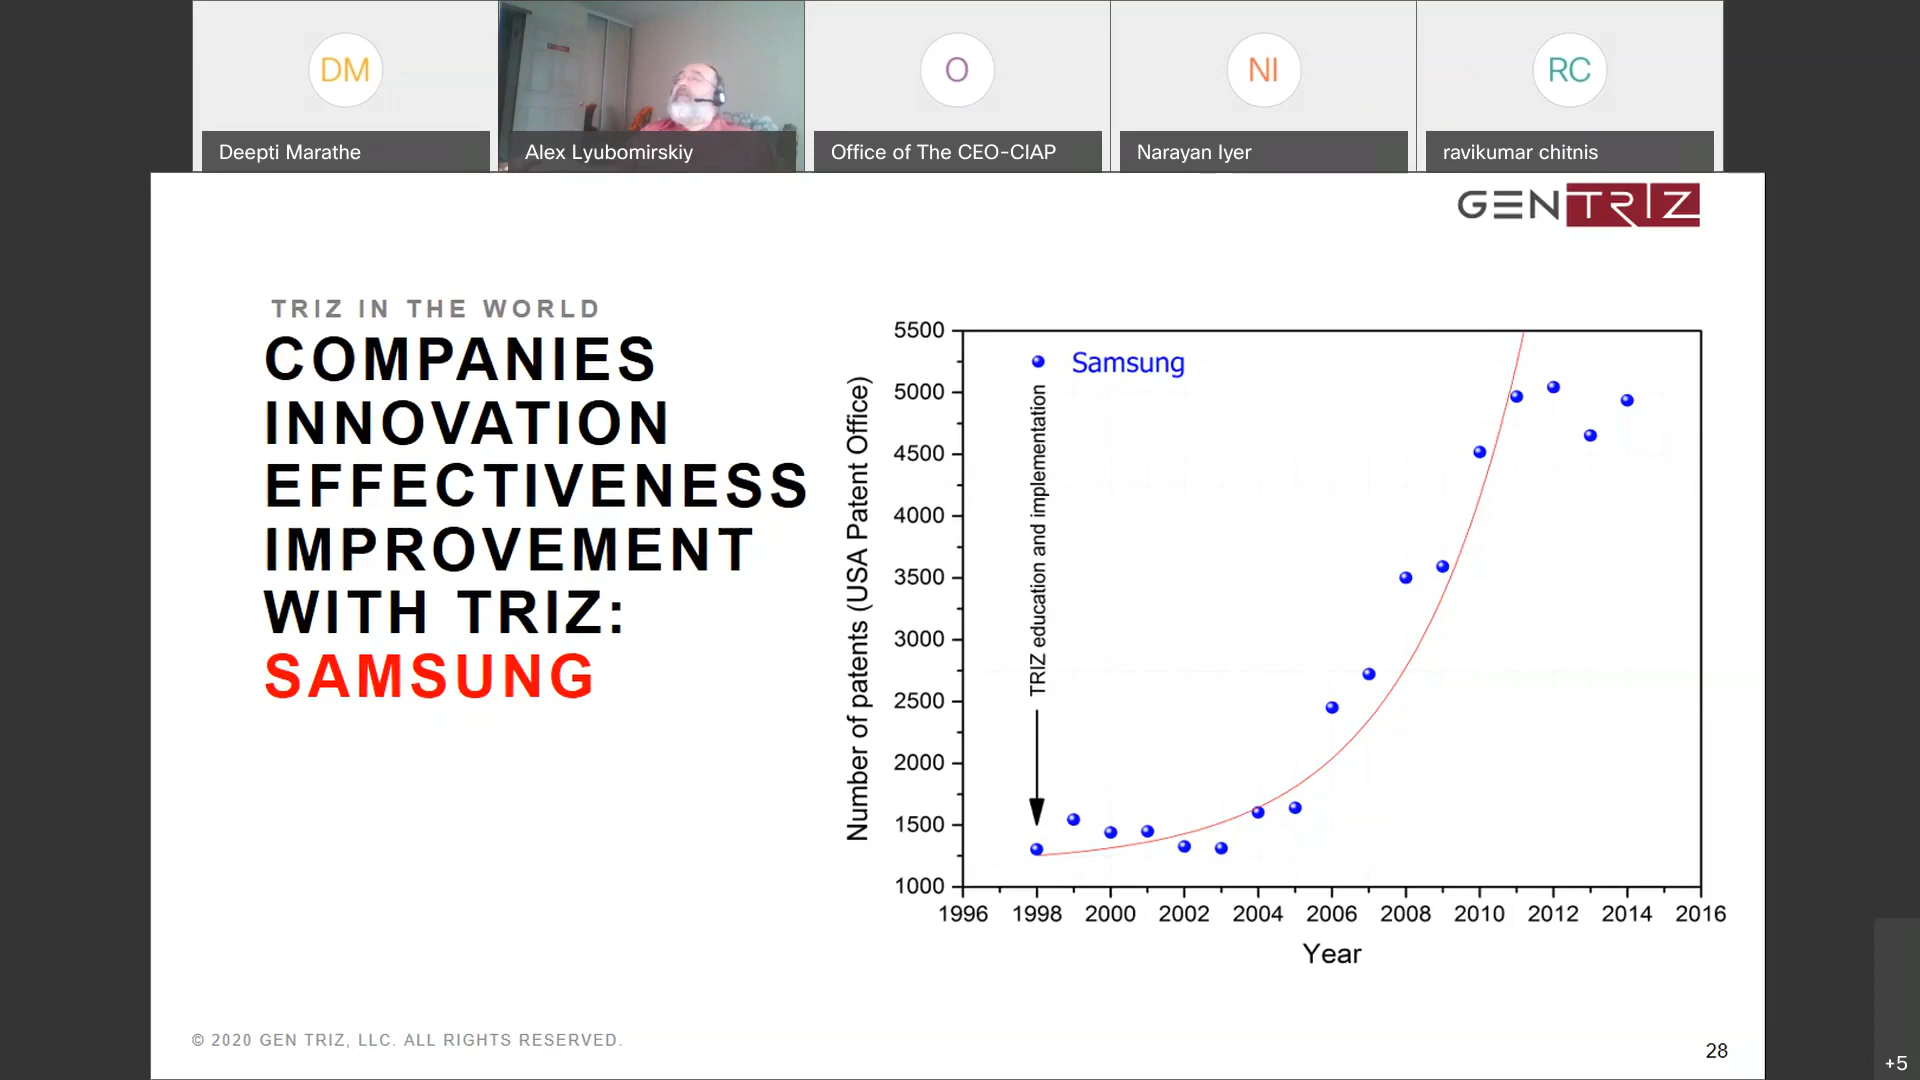 DM
O
NI
RC
Deepti Marathe
Alex Lyubomirskiy
Office of The CEO-CIAP
Narayan Iyer
ravikumar chitnis
GEN TRIZ
TRIZ IN THE WORLD
COMPANIES
INNOVATION
EFFECTIVENESS
IMPROVEMENT
WITH TRIZ:
SAMSUNG
Number of patents (USA Patent Office)
5500
5000
4500
4000
3500
3000
2500
2000
1500
1000
Samsung
TRIZ education and implementation
1996 1998 2000 2002 2004 2006 2008 2010 2012 2014 2016
Year
© 2020 GEN TRIZ, LLC. ALL RIGHTS RESERVED.
28
+5